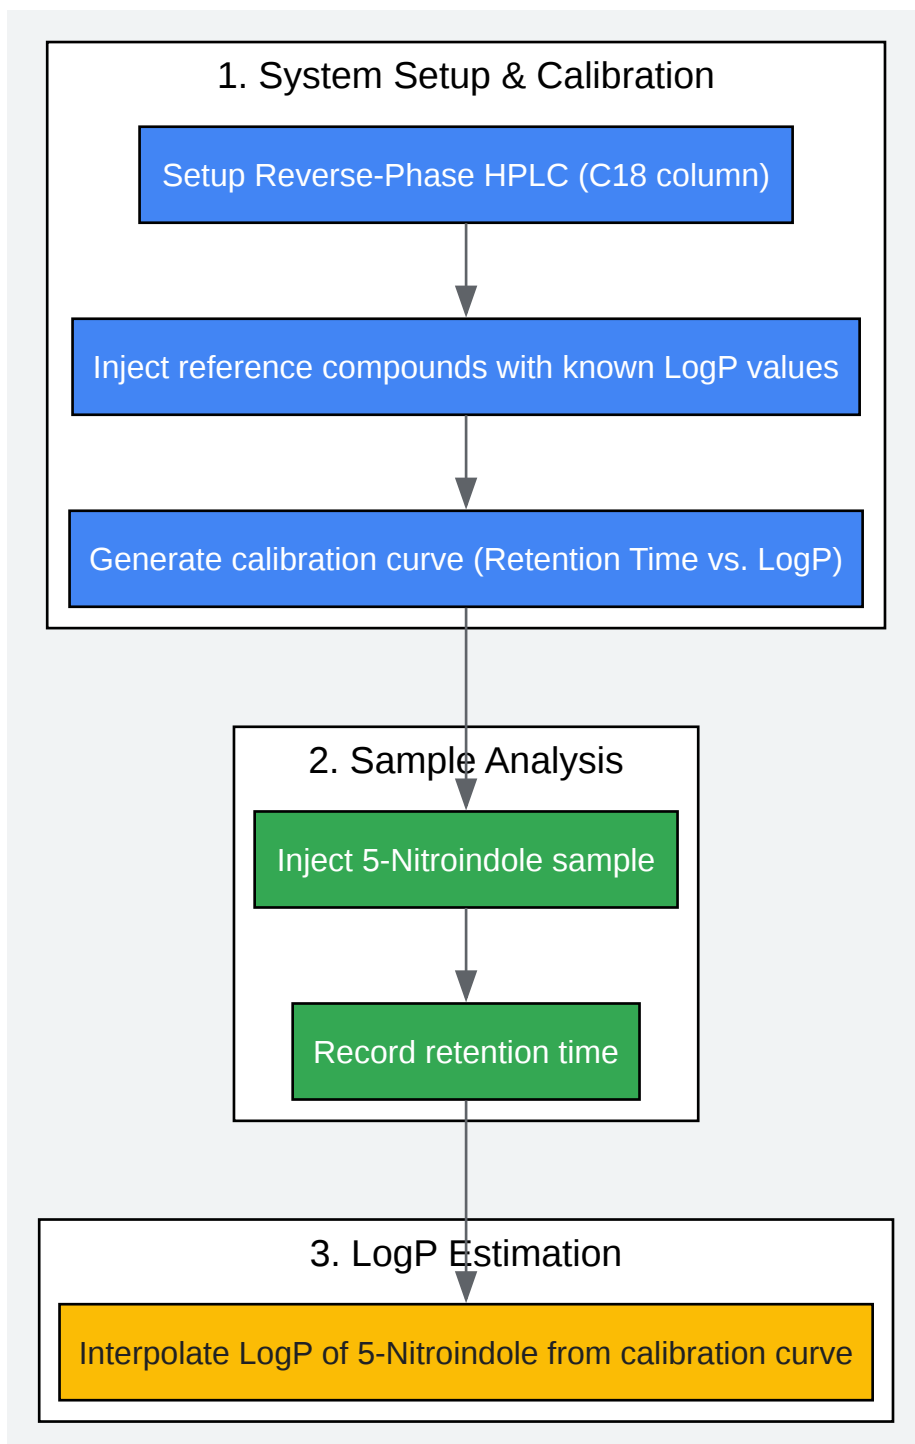 1. System Setup & Calibration
Setup Reverse-Phase HPLC (C18 column)
Inject reference compounds with known LogP values
Generate calibration curve (Retention Time vs. LogP)
2. Sample Analysis
Inject 5-Nitroindole sample
Record retention time
3. LogP Estimation
Interpolate LogP of 5-Nitroindole from calibration curve